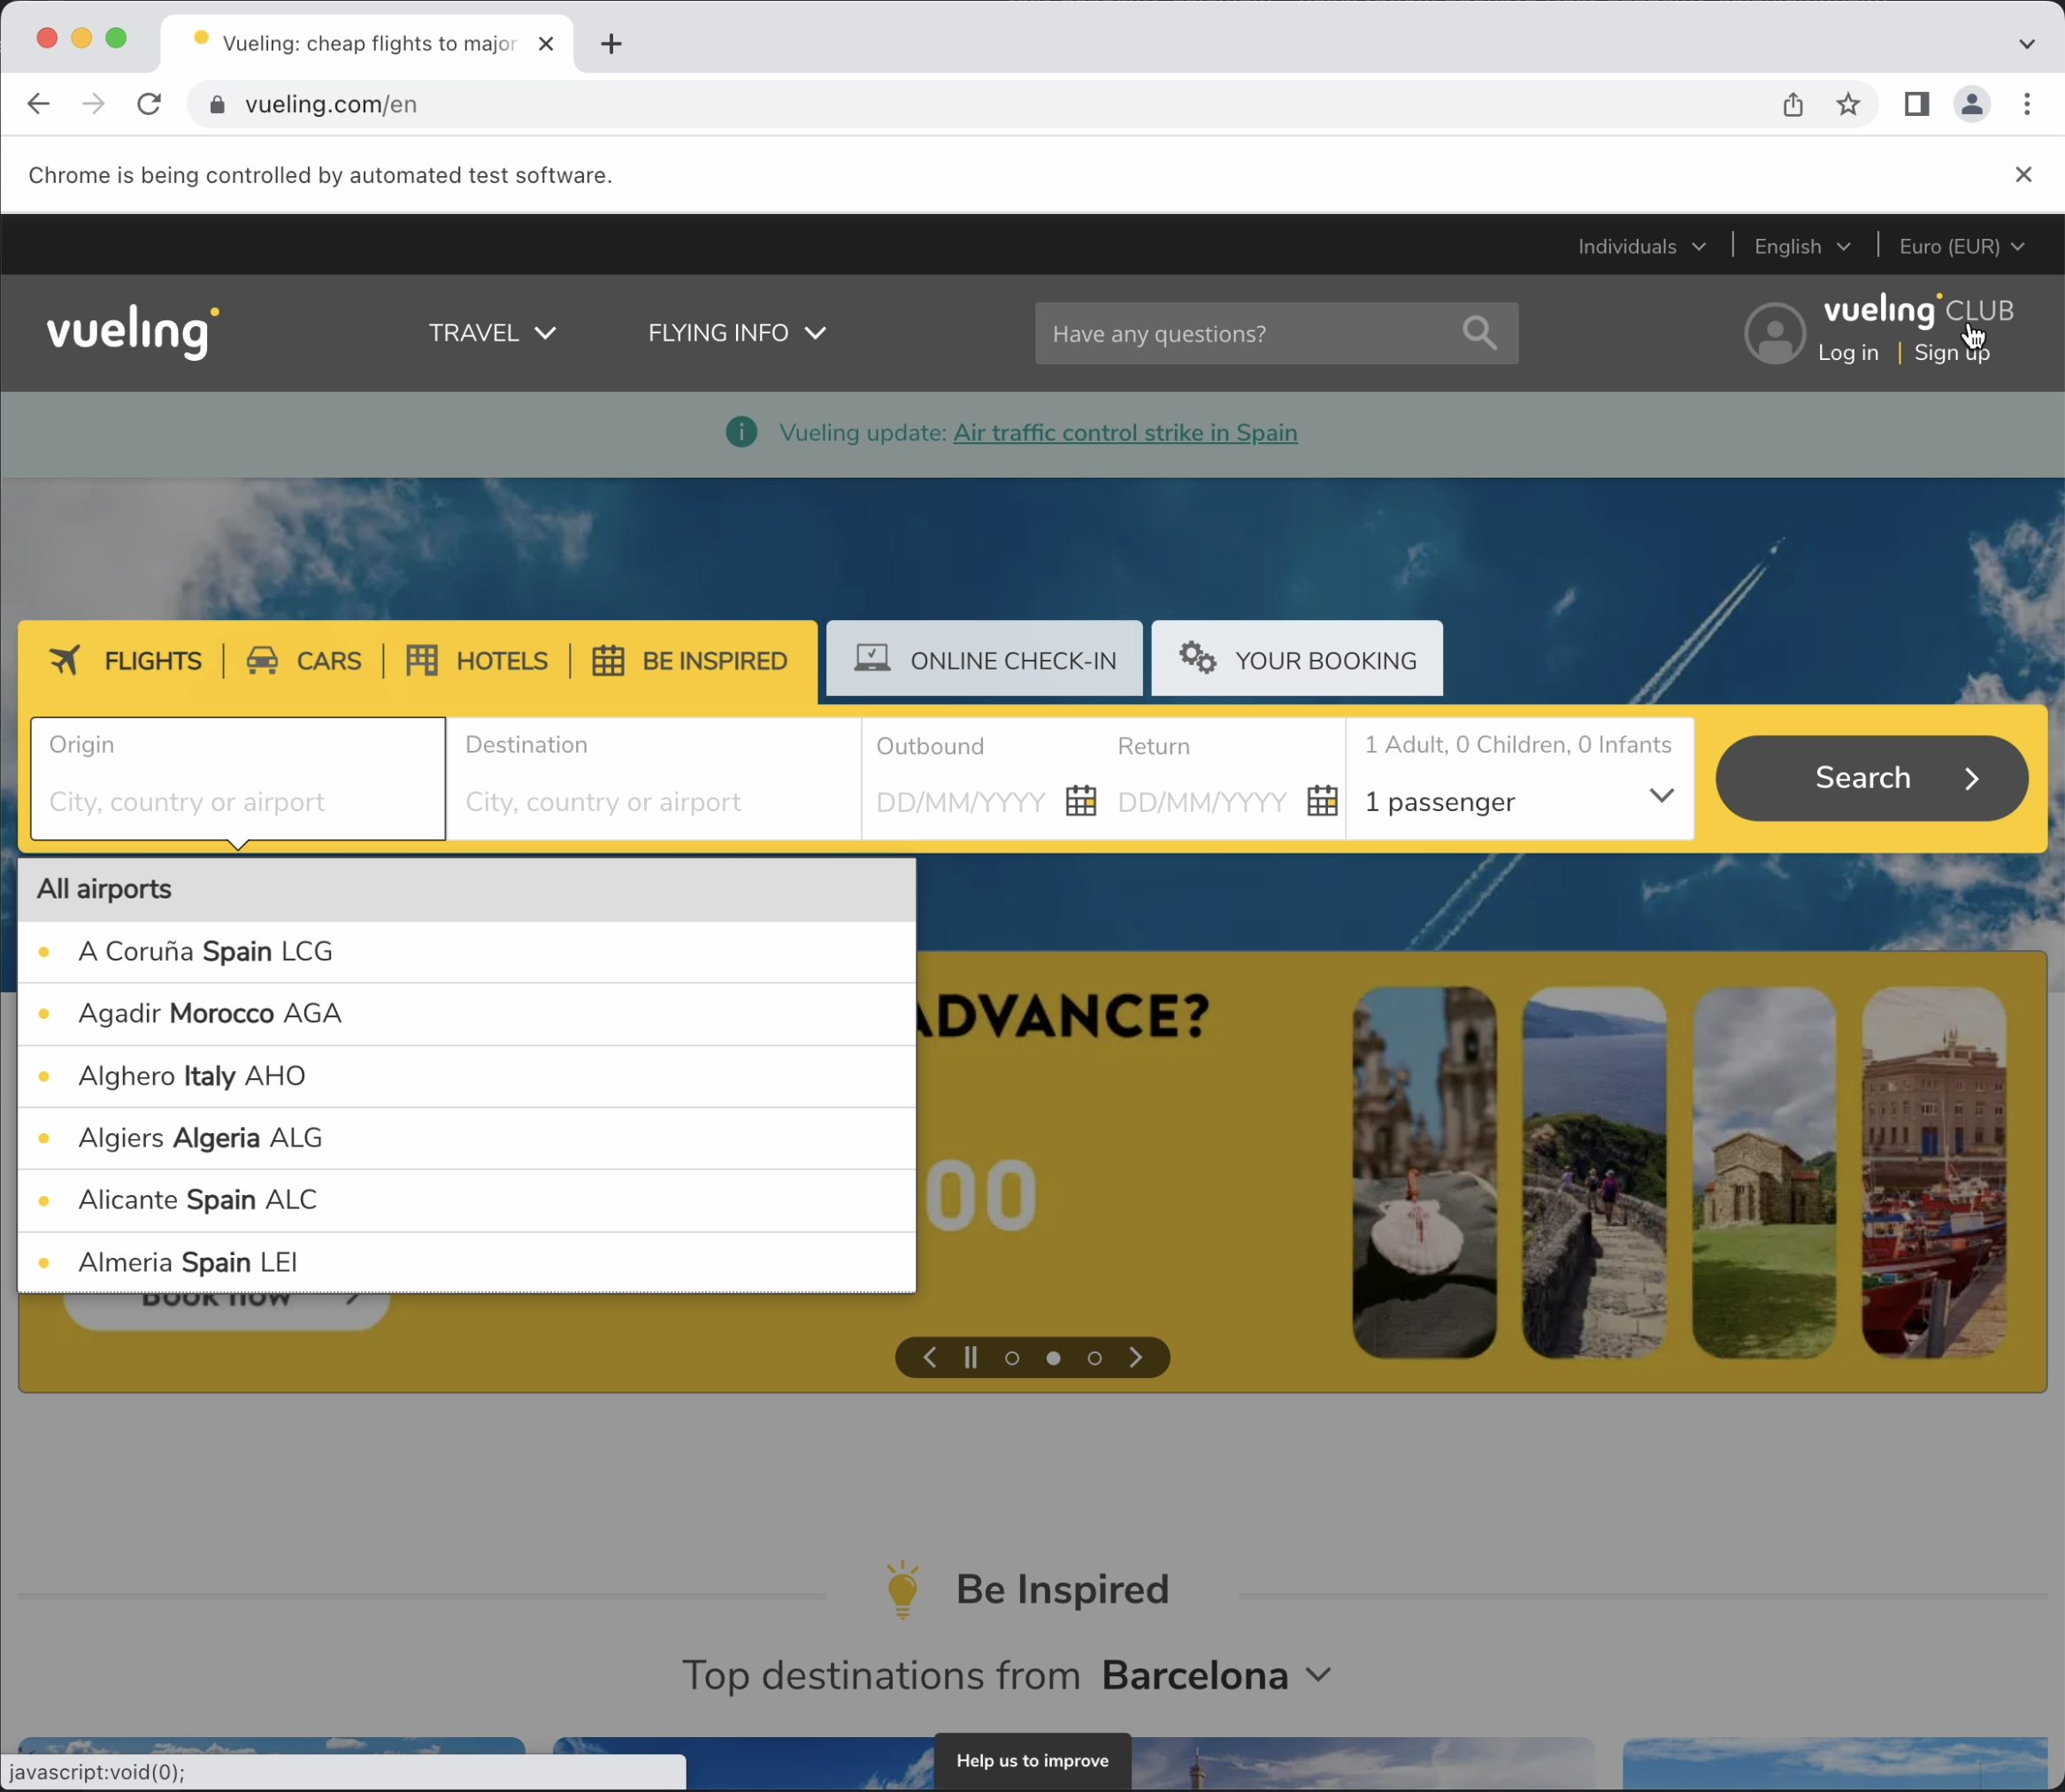 Vueling: cheap flights to major
vueling.com/en
Chrome is being controlled by automated test software.
Individuals
English
Euro (EUR)
vueling
TRAVEL
FLYING INFO
Have any questions?
vueling CLUB
Log in | Sign up
Vueling update: Air traffic control strike in Spain
FLIGHTS
CARS
HOTELS
BE INSPIRED
ONLINE CHECK-IN
YOUR BOOKING
Origin
City, country or airport
Destination
City, country or airport
Outbound
DD/MM/YYYY
Return
DD/MM/YYYY
1 Adult, 0 Children, 0 Infants
1 passenger
Search
All airports
A Coruña Spain LCG
Agadir Morocco AGA
Alghero Italy AHO
Algiers Algeria ALG
Alicante Spain ALC
Almeria Spain LEI
ADVANCE?
00
Book now
Be Inspired
Top destinations from Barcelona
Help us to improve
javascript:void(0);